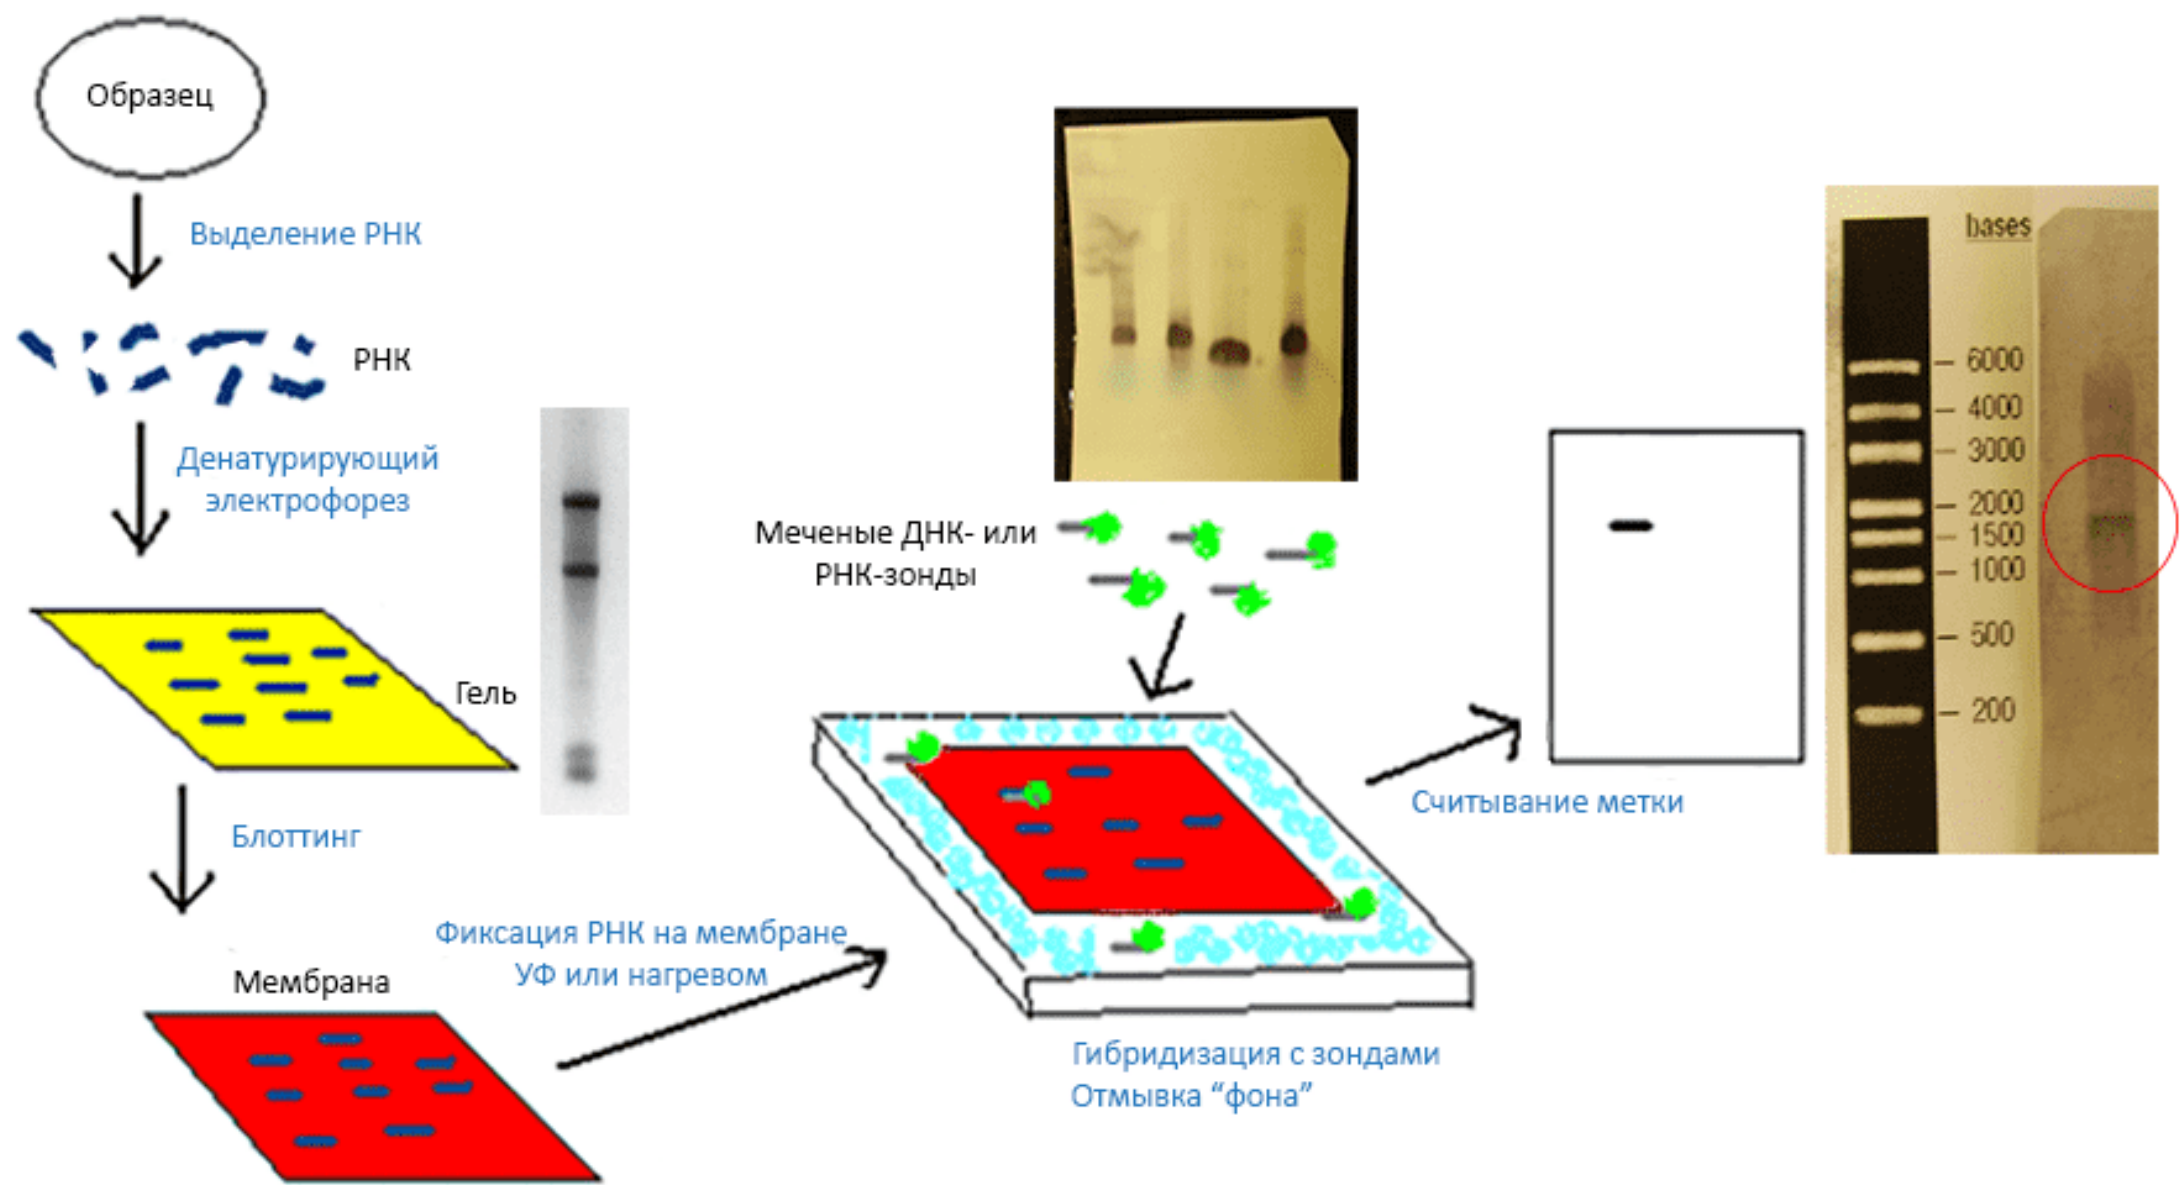 Образец
Выделение РНК
РНК
Денатурирующий
электрофорез
Гель
Блоттинг
Мембрана
Фиксация РНК на мембране
УФ или нагревом
Меченые ДНК- или
РНК-зонды
Гибридизация с зондами
Отмывка “фона”
Считывание метки
bases
– 6000
– 4000
– 3000
– 2000
– 1500
– 1000
– 500
– 200